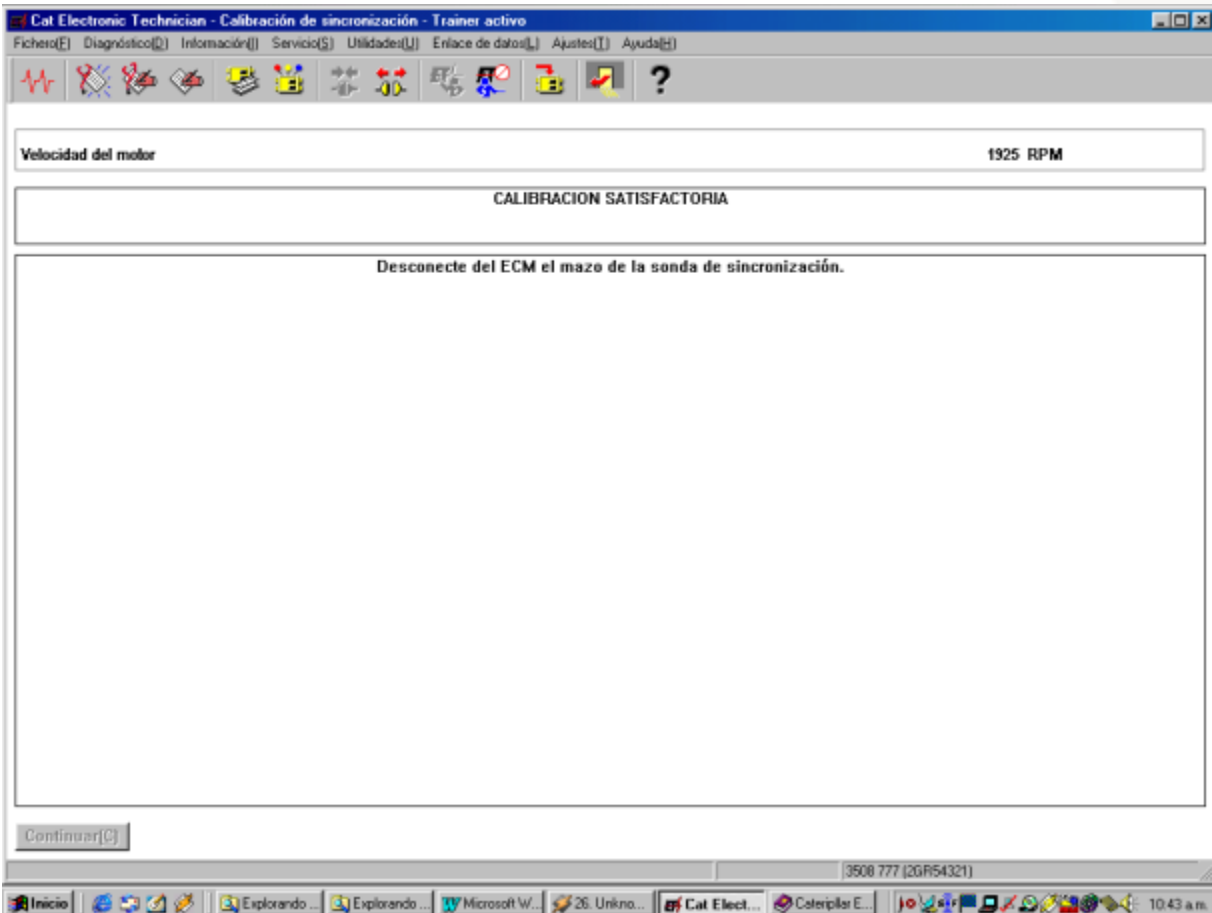 Cat Electronic Technician - Calibración de sincronización - Trainer activo
Fichero(F) Diagnóstico(D) Información(I) Servicio(S) Utilidades(U) Enlace de datos(L) Ajustes(T) Ayuda(H)
Velocidad del motor 1925 RPM
CALIBRACION SATISFACTORIA
Desconecte del ECM el mazo de la sonda de sincronización.
Continuar(C)
3508 777 (2GR54321)
Inicio Explorando ... Explorando ... Microsoft W... 26. Unkno... Cat Elect... Caterpillar E... 10:43 a.m.